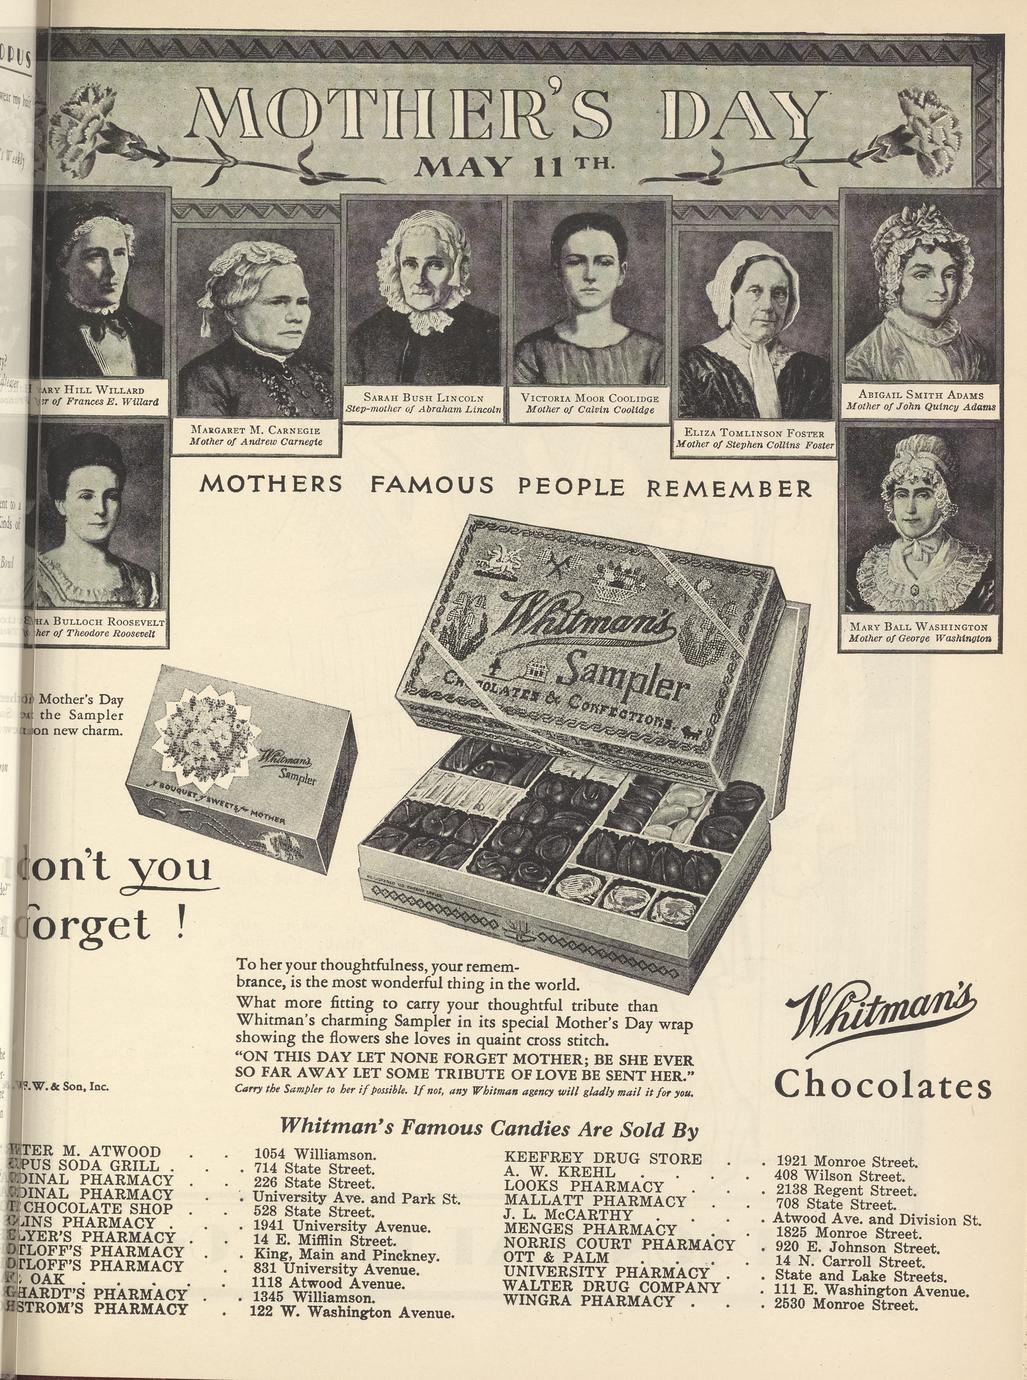 MOTHER'S DAY
MAY 11TH.
ARY HILL WILLARD
er of Frances E. Willard
MARGARET M. CARNEGIE
Mother of Andrew Carnegie
SARAH BUSH LINCOLN
Step-mother of Abraham Lincoln
VICTORIA MOOR COOLIDGE
Mother of Calvin Coolidge
ELIZA TOMLINSON FOSTER
Mother of Stephen Collins Foster
ABIGAIL SMITH ADAMS
Mother of John Quincy Adams
HA BULLOCH ROOSEVELT
her of Theodore Roosevelt
MARY BALL WASHINGTON
Mother of George Washington
MOTHERS FAMOUS PEOPLE REMEMBER
Whitman's
Sampler
CHOCOLATES & CONFECTIONS.
Mother's Day
the Sampler
on new charm.
Whitman's
Sampler
A BOUQUET of SWEETS for MOTHER
don't you
forget !
To her your thoughtfulness, your remem-
brance, is the most wonderful thing in the world.
What more fitting to carry your thoughtful tribute than
Whitman's charming Sampler in its special Mother's Day wrap
showing the flowers she loves in quaint cross stitch.
"ON THIS DAY LET NONE FORGET MOTHER; BE SHE EVER
SO FAR AWAY LET SOME TRIBUTE OF LOVE BE SENT HER."
Carry the Sampler to her if possible. If not, any Whitman agency will gladly mail it for you.
F. W. & Son, Inc.
Whitman's
Chocolates
Whitman's Famous Candies Are Sold By
TER M. ATWOOD . . 1054 Williamson.
PUS SODA GRILL . . . 714 State Street.
DINAL PHARMACY . . 226 State Street.
DINAL PHARMACY . . University Ave. and Park St.
CHOCOLATE SHOP . . 528 State Street.
LINS PHARMACY . . . 1941 University Avenue.
LYER'S PHARMACY . . 14 E. Mifflin Street.
TLOFF'S PHARMACY . . King, Main and Pinckney.
TLOFF'S PHARMACY . . 831 University Avenue.
OAK . . . . . . 1118 Atwood Avenue.
HARDT'S PHARMACY . . 1345 Williamson.
STROM'S PHARMACY . 122 W. Washington Avenue.
KEEFREY DRUG STORE . . 1921 Monroe Street.
A. W. KREHL . . . . 408 Wilson Street.
LOOKS PHARMACY . . . 2138 Regent Street.
MALLATT PHARMACY . . 708 State Street.
J. L. McCARTHY . . . Atwood Ave. and Division St.
MENGES PHARMACY . . 1825 Monroe Street.
NORRIS COURT PHARMACY . 920 E. Johnson Street.
OTT & PALM . . . . 14 N. Carroll Street.
UNIVERSITY PHARMACY . . State and Lake Streets.
WALTER DRUG COMPANY . 111 E. Washington Avenue.
WINGRA PHARMACY . . . 2530 Monroe Street.